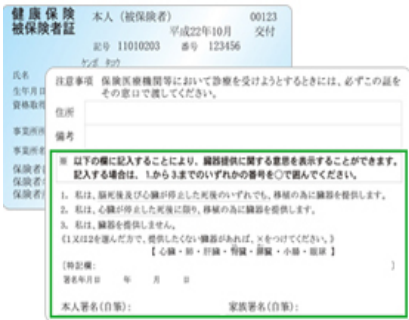 健康保険 本人(被保険者) 00123
被保険者証 平成22年10月 交付
記号 11010203 番号 123456
ケンポ タロウ
氏名
生年月日
資格取得
事業所
事業所
保険者
保険者
保険者
注意事項 保険医療機関等において診療を受けようとするときには、必ずこの証を
その窓口で渡してください。
住所
備考
※ 以下の欄に記入することにより、臓器提供に関する意思を表示することができます。
記入する場合は、1.から3.までのいずれかの番号を○で囲んでください。
1. 私は、脳死後及び心臓が停止した死後のいずれでも、移植の為に臓器を提供します。
2. 私は、心臓が停止した死後に限り、移植の為に臓器を提供します。
3. 私は、臓器を提供しません。
《1又は2を選んだ方で、提供したくない臓器があれば、×をつけてください。》
【 心臓・肺・肝臓・腎臓・膵臓・小腸・眼球 】
〔特記欄: 〕
署名年月日 年 月 日
本人署名(自筆): 家族署名(自筆):